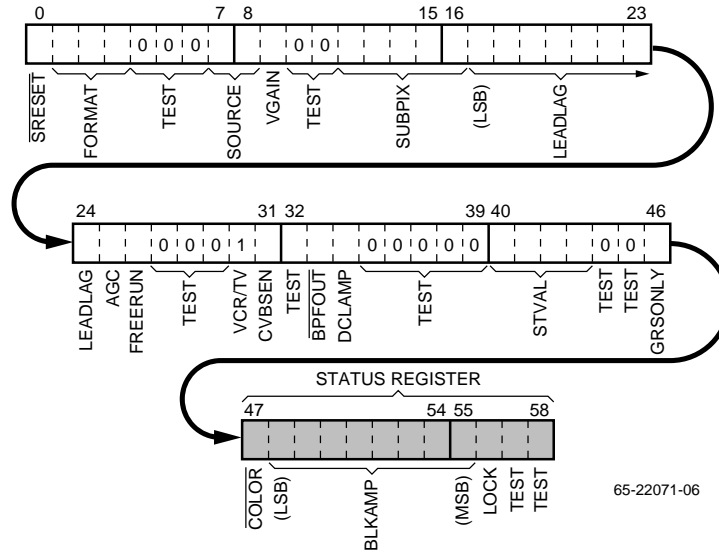 0 7 8 15 16 23
0 0 0 0 0
SRESET FORMAT TEST SOURCE VGAIN TEST SUBPIX (LSB) LEADLAG
24 31 32 39 40 46
0 0 0 1 0 0 0 0 0 0 0
LEADLAG AGC FREERUN TEST VCR/TV CVBSEN TEST BPFOUT DCLAMP TEST STVAL TEST TEST GRSONLY
STATUS REGISTER
47 54 55 58
COLOR (LSB) BLKAMP (MSB) LOCK TEST TEST
65-22071-06